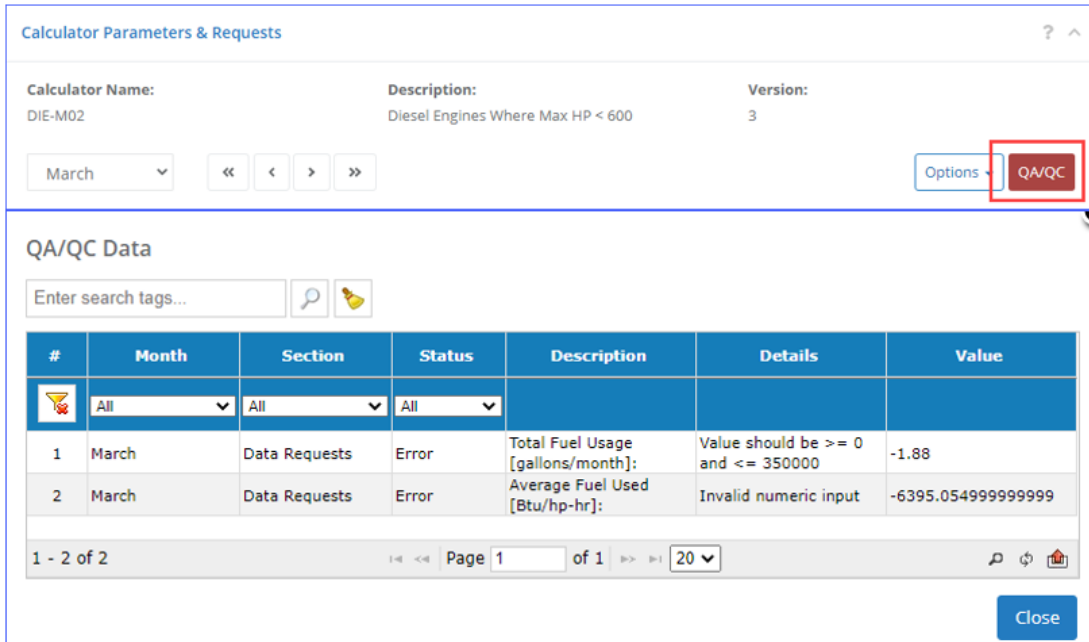 Calculator Parameters & Requests ?
Calculator Name: Description: Version:
DIE-M02 Diesel Engines Where Max HP < 600 3
March « < > » Options QA/QC
QA/QC Data
Enter search tags...
# Month Section Status Description Details Value
All All All
1 March Data Requests Error Total Fuel Usage [gallons/month]: Value should be >= 0 and <= 350000 -1.88
2 March Data Requests Error Average Fuel Used [Btu/hp-hr]: Invalid numeric input -6395.054999999999
1 - 2 of 2 Page 1 of 1 20
Close